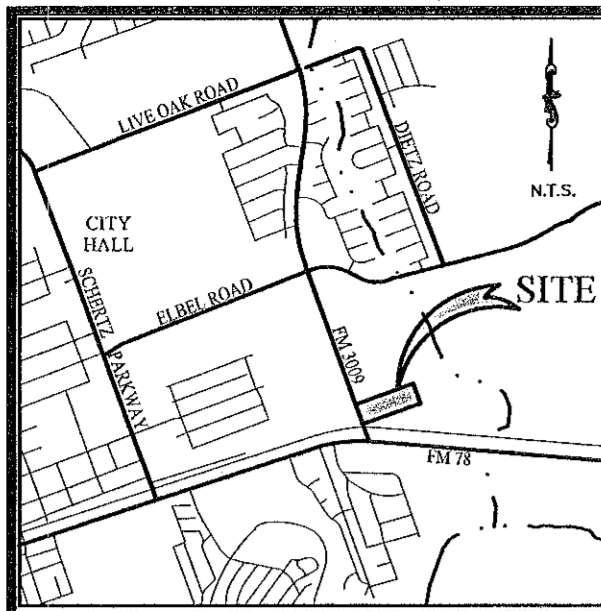 LIVE OAK ROAD
DIETZ ROAD
N.T.S.
CITY
HALL
SCHERTZ PARKWAY
ELBEL ROAD
SITE
FM 3009
FM 78